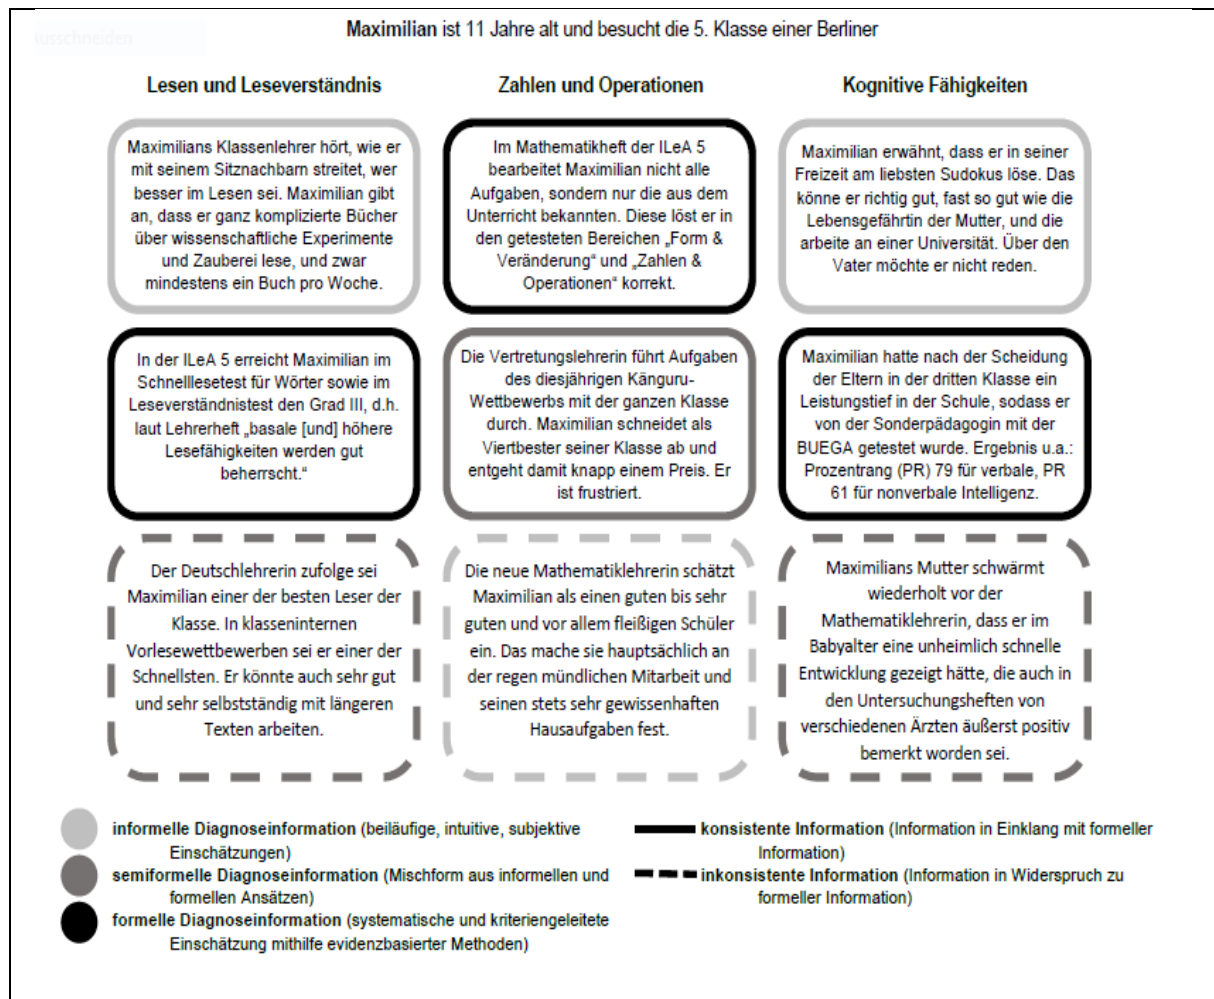 Ausschneiden
Maximilian ist 11 Jahre alt und besucht die 5. Klasse einer Berliner
Lesen und Leseverständnis
Zahlen und Operationen
Kognitive Fähigkeiten
Maximilians Klassenlehrer hört, wie er
mit seinem Sitznachbarn streitet, wer
besser im Lesen sei. Maximilian gibt
an, dass er ganz komplizierte Bücher
über wissenschaftliche Experimente
und Zauberei lese, und zwar
mindestens ein Buch pro Woche.
Im Mathematikheft der ILeA 5
bearbeitet Maximilian nicht alle
Aufgaben, sondern nur die aus dem
Unterricht bekannten. Diese löst er in
den getesteten Bereichen „Form &
Veränderung“ und „Zahlen &
Operationen“ korrekt.
Maximilian erwähnt, dass er in seiner
Freizeit am liebsten Sudokus löse. Das
könne er richtig gut, fast so gut wie die
Lebensgefährtin der Mutter, und die
arbeite an einer Universität. Über den
Vater möchte er nicht reden.
In der ILeA 5 erreicht Maximilian im
Schnelllesetest für Wörter sowie im
Leseverständnistest den Grad III, d.h.
laut Lehrerheft „basale [und] höhere
Lesefähigkeiten werden gut
beherrscht.“
Die Vertretungslehrerin führt Aufgaben
des diesjährigen Känguru-
Wettbewerbs mit der ganzen Klasse
durch. Maximilian schneidet als
Viertbester seiner Klasse ab und
entgeht damit knapp einem Preis. Er
ist frustriert.
Maximilian hatte nach der Scheidung
der Eltern in der dritten Klasse ein
Leistungstief in der Schule, sodass er
von der Sonderpädagogin mit der
BUEGA getestet wurde. Ergebnis u.a.:
Prozentrang (PR) 79 für verbale, PR
61 für nonverbale Intelligenz.
Der Deutschlehrerin zufolge sei
Maximilian einer der besten Leser der
Klasse. In klasseninternen
Vorlesewettbewerben sei er einer der
Schnellsten. Er könnte auch sehr gut
und sehr selbstständig mit längeren
Texten arbeiten.
Die neue Mathematiklehrerin schätzt
Maximilian als einen guten bis sehr
guten und vor allem fleißigen Schüler
ein. Das mache sie hauptsächlich an
der regen mündlichen Mitarbeit und
seinen stets sehr gewissenhaften
Hausaufgaben fest.
Maximilians Mutter schwärmt
wiederholt vor der
Mathematiklehrerin, dass er im
Babyalter eine unheimlich schnelle
Entwicklung gezeigt hätte, die auch in
den Untersuchungsheften von
verschiedenen Ärzten äußerst positiv
bemerkt worden sei.
informelle Diagnoseinformation (beiläufige, intuitive, subjektive
Einschätzungen)
semiformelle Diagnoseinformation (Mischform aus informellen und
formellen Ansätzen)
formelle Diagnoseinformation (systematische und kriteriengeleitete
Einschätzung mithilfe evidenzbasierter Methoden)
konsistente Information (Information in Einklang mit formeller
Information)
inkonsistente Information (Information in Widerspruch zu
formeller Information)